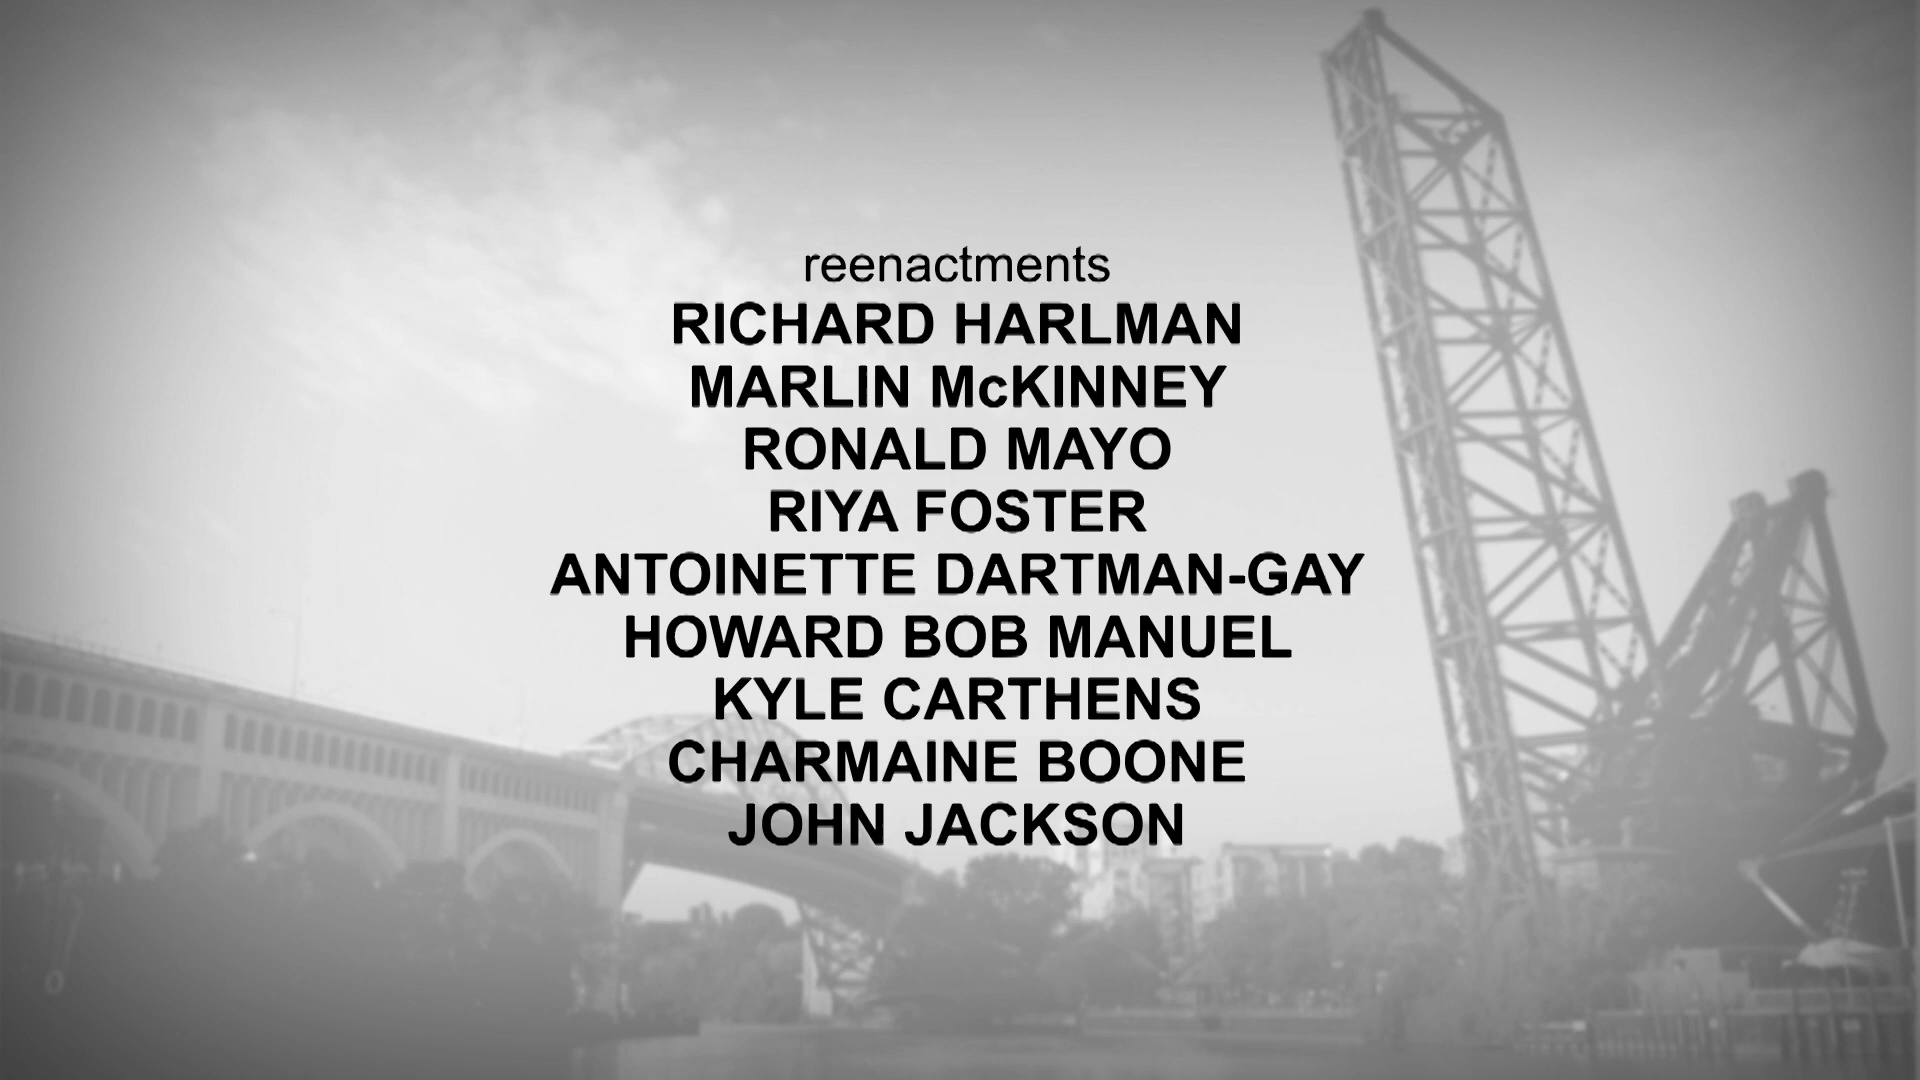 reenactments
RICHARD HARLMAN
MARLIN McKINNEY
RONALD MAYO
RIYA FOSTER
ANTOINETTE DARTMAN-GAY
HOWARD BOB MANUEL
KYLE CARTHENS
CHARMAINE BOONE
JOHN JACKSON